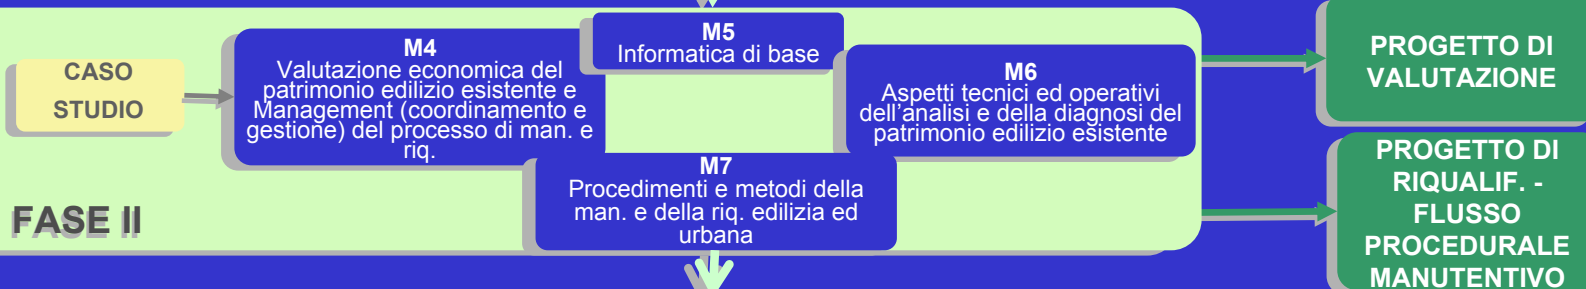 CASO
STUDIO
M4
Valutazione economica del
patrimonio edilizio esistente e
Management (coordinamento e
gestione) del processo di man. e
riq.
M5
Informatica di base
M6
Aspetti tecnici ed operativi
dell'analisi e della diagnosi del
patrimonio edilizio esistente
M7
Procedimenti e metodi della
man. e della riq. edilizia ed
urbana
FASE II
PROGETTO DI
VALUTAZIONE
PROGETTO DI
RIQUALIF. -
FLUSSO
PROCEDURALE
MANUTENTIVO